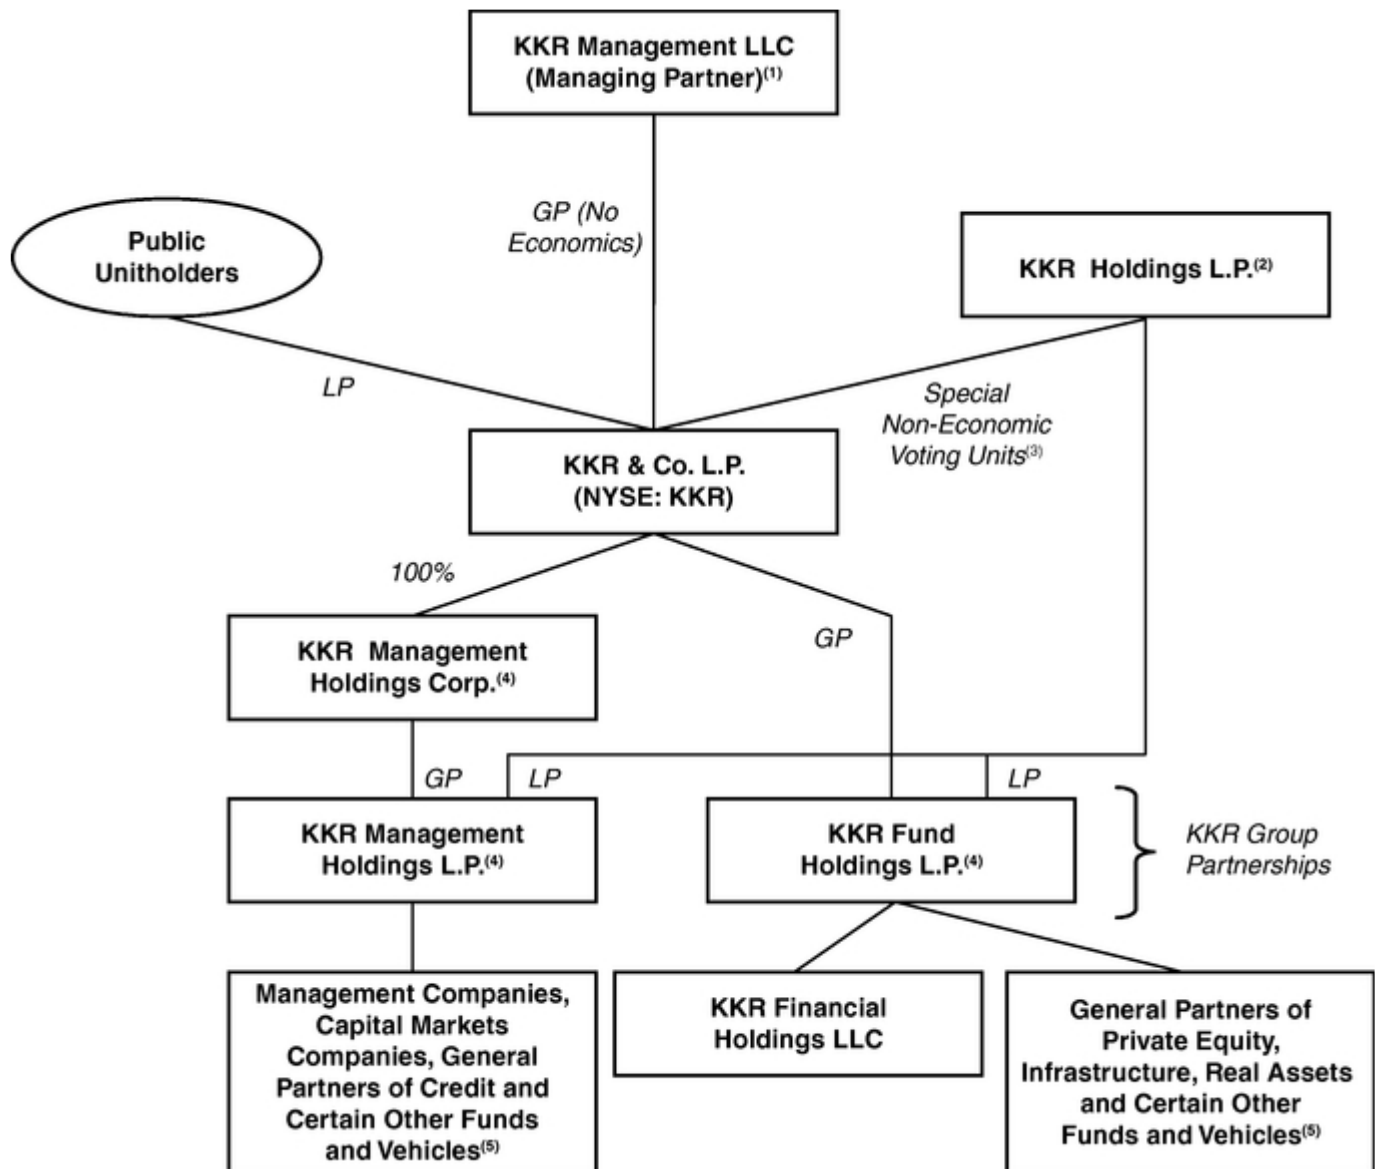 KKR Management LLC
(Managing Partner)(1)
GP (No
Economics)
Public
Unitholders
KKR Holdings L.P.(2)
LP
Special
Non-Economic
Voting Units(3)
KKR & Co. L.P.
(NYSE: KKR)
100%
GP
KKR Management
Holdings Corp.(4)
GP
LP
LP
KKR Management
Holdings L.P.(4)
KKR Fund
Holdings L.P.(4)
KKR Group
Partnerships
Management Companies,
Capital Markets
Companies, General
Partners of Credit and
Certain Other Funds
and Vehicles(5)
KKR Financial
Holdings LLC
General Partners of
Private Equity,
Infrastructure, Real Assets
and Certain Other
Funds and Vehicles(5)